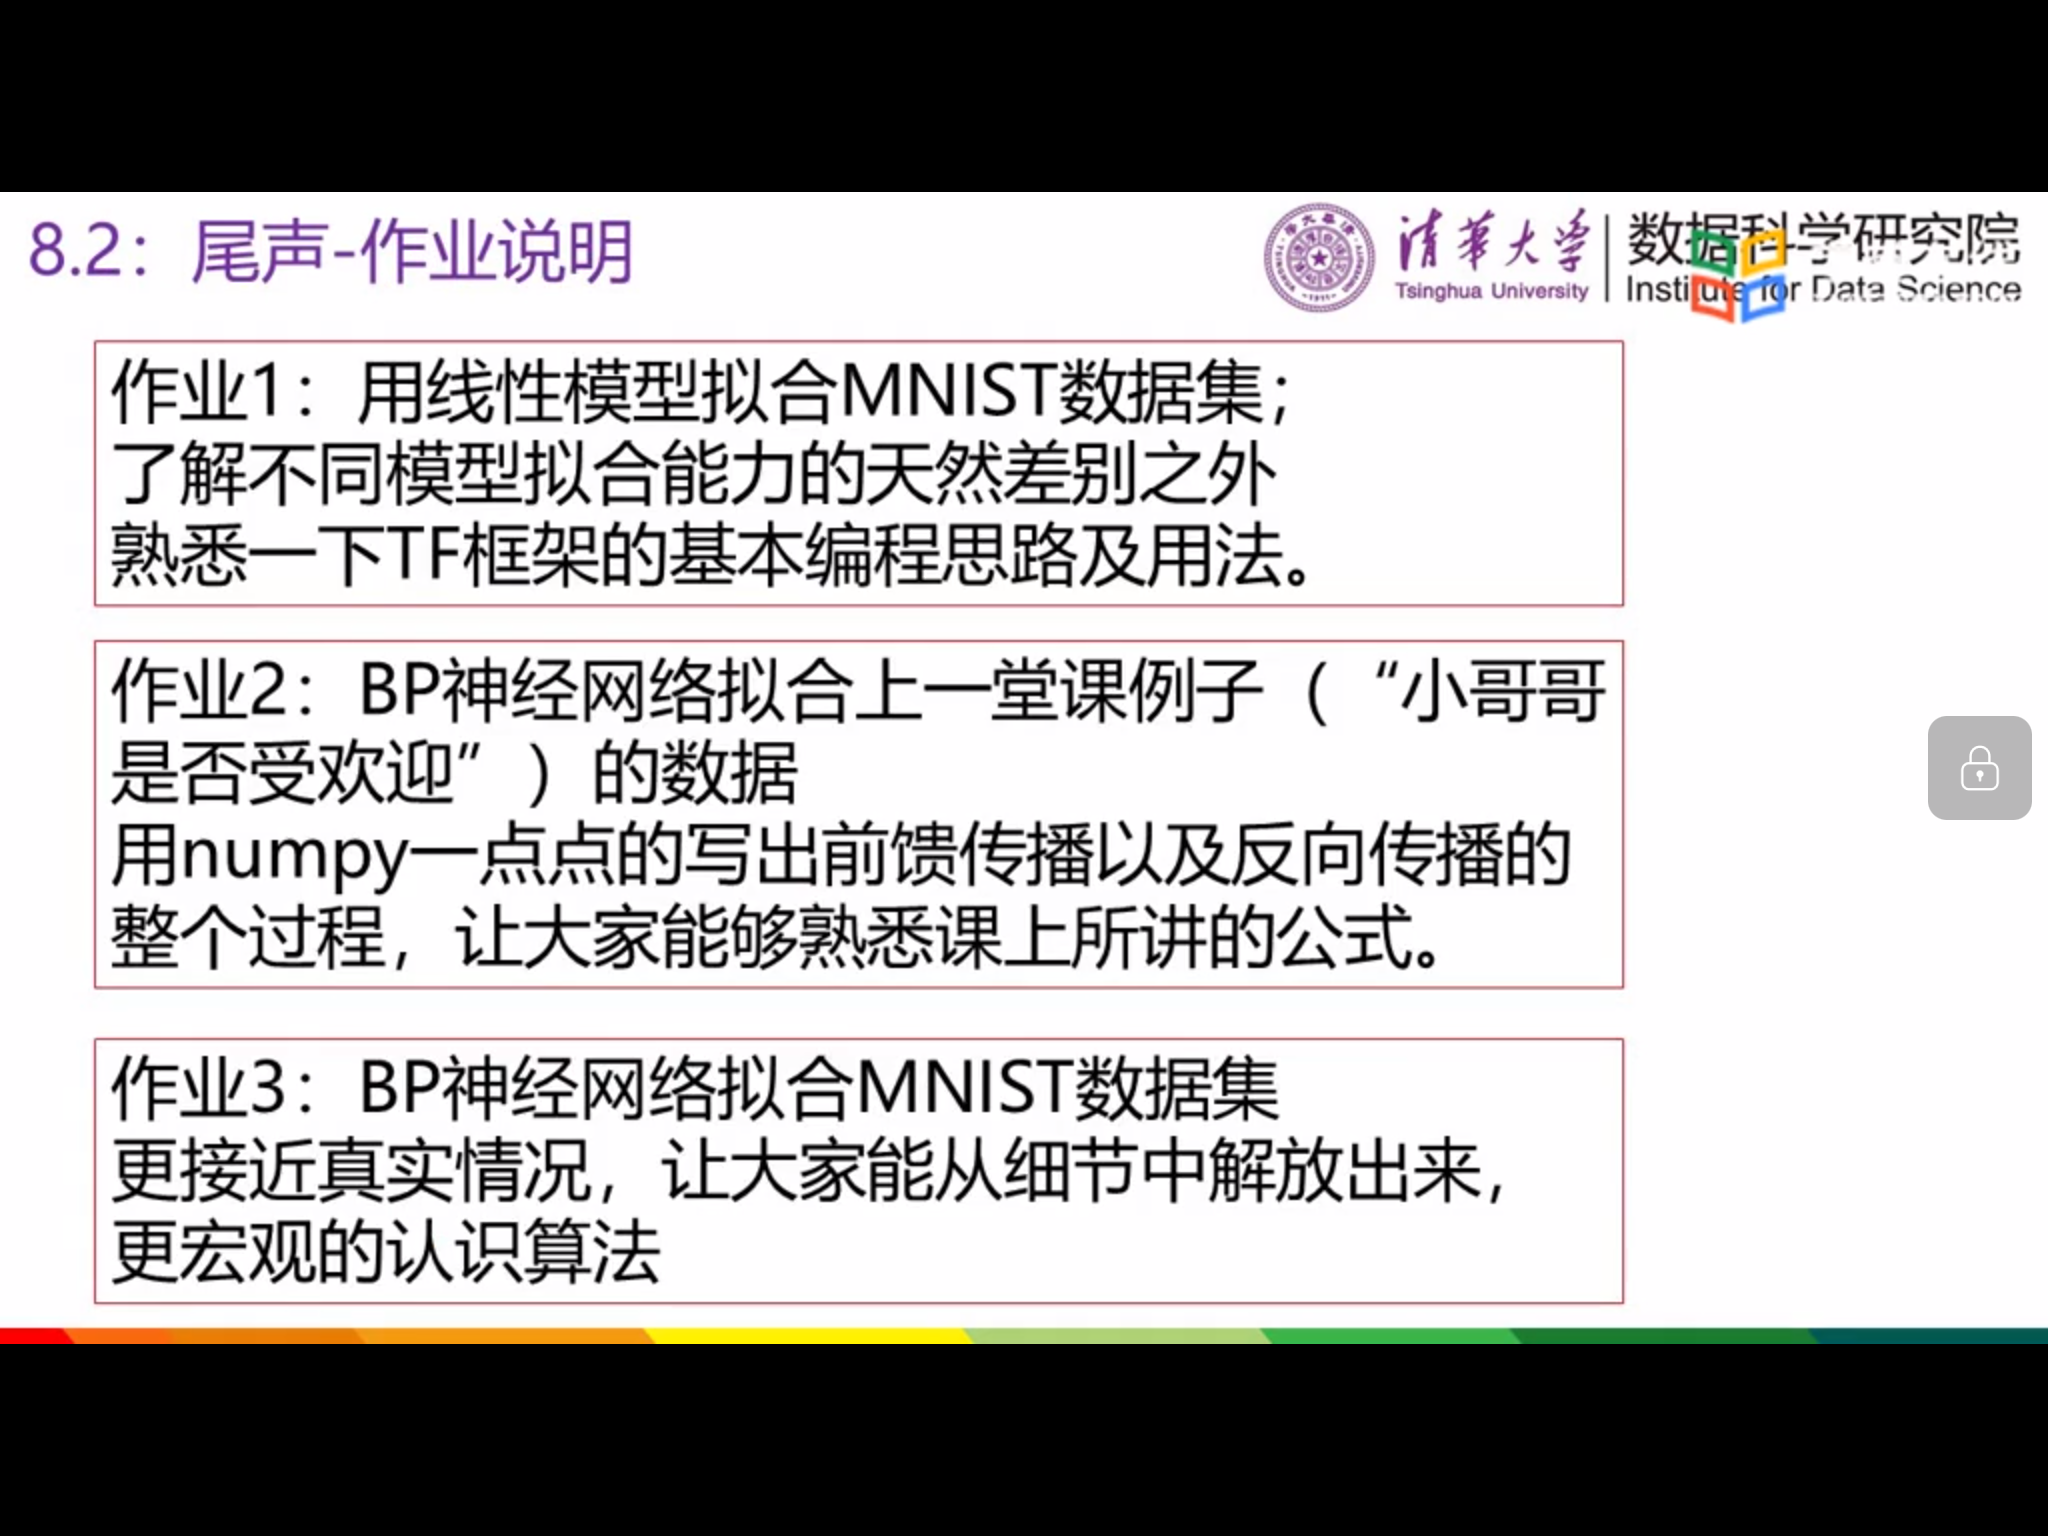 8.2：尾声-作业说明
清华大学
Tsinghua University
数据科学研究院
Institute for Data Science
作业1：用线性模型拟合MNIST数据集；
了解不同模型拟合能力的天然差别之外
熟悉一下TF框架的基本编程思路及用法。
作业2：BP神经网络拟合上一堂课例子（“小哥哥
是否受欢迎”）的数据
用numpy一点点的写出前馈传播以及反向传播的
整个过程，让大家能够熟悉课上所讲的公式。
作业3：BP神经网络拟合MNIST数据集
更接近真实情况，让大家能从细节中解放出来，
更宏观的认识算法